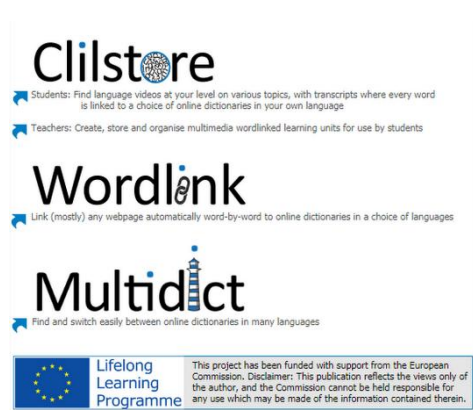 Clilstore
Students: Find language videos at your level on various topics, with transcripts where every word
is linked to a choice of online dictionaries in your own language
Teachers: Create, store and organise multimedia wordlinked learning units for use by students
Wordlink
Link (mostly) any webpage automatically word-by-word to online dictionaries in a choice of languages
Multidict
Find and switch easily between online dictionaries in many languages
Lifelong
Learning
Programme
This project has been funded with support from the European
Commission. Disclaimer: This publication reflects the views only of
the author, and the Commission cannot be held responsible for
any use which may be made of the information contained therein.